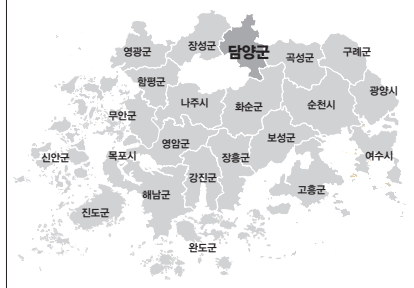 장성군
담양군
영광군
곡성군
구례군
함평군
광양시
나주시
화순군
순천시
무안군
보성군
영암군
신안군
목포시
장흥군
여수시
강진군
고흥군
해남군
진도군
완도군